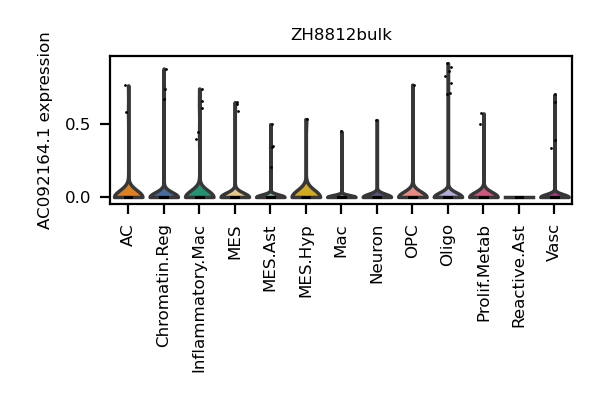 ZH8812bulk
AC092164.1 expression
0.5
0.0
AC
Chromatin.Reg
Inflammatory.Mac
MES
MES.Ast
MES.Hyp
Mac
Neuron
OPC
Oligo
Prolif.Metab
Reactive.Ast
Vasc